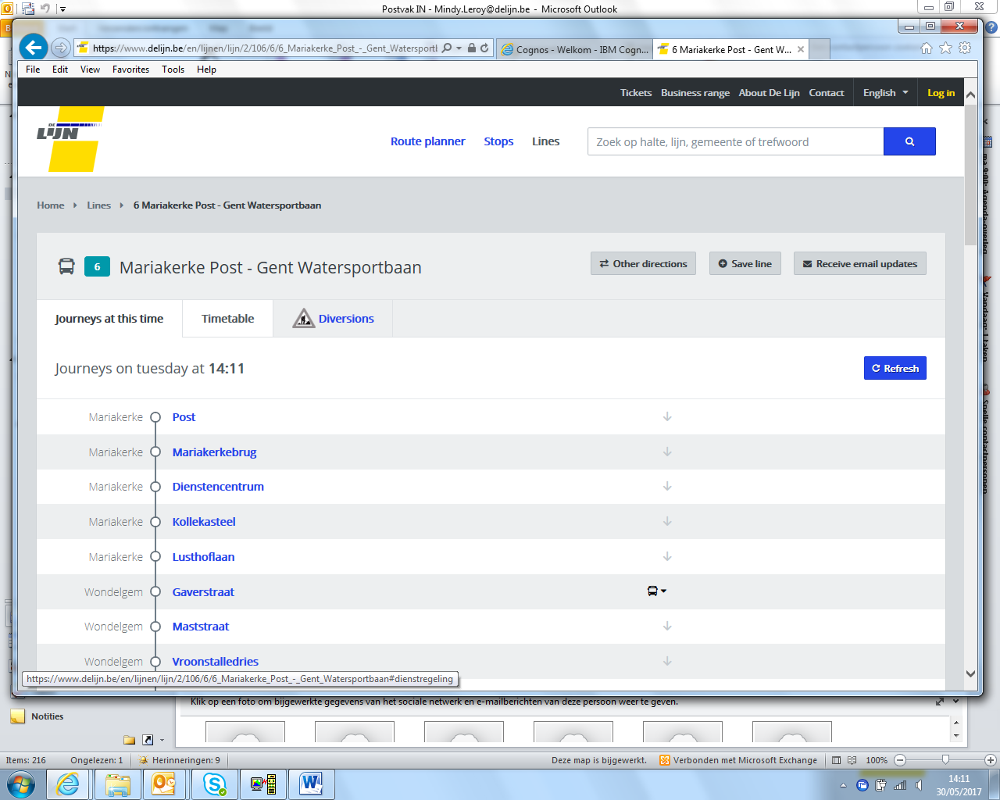 Postvak IN - Mindy.Leroy@delijn.be - Microsoft Outlook
https://www.delijn.be/en/lijnen/lijn/2/106/6/6_Mariakerke_Post_-_Gent_Watersportb
Cognos - Welkom - IBM Cogn...
6 Mariakerke Post - Gent W...
File Edit View Favorites Tools Help
Tickets Business range About De Lijn Contact English Log in
DE LIJN
Route planner Stops Lines
Zoek op halte, lijn, gemeente of trefwoord
Home Lines 6 Mariakerke Post - Gent Watersportbaan
6 Mariakerke Post - Gent Watersportbaan
Other directions Save line Receive email updates
Journeys at this time Timetable Diversions
Journeys on tuesday at 14:11
Refresh
Mariakerke Post
Mariakerke Mariakerkebrug
Mariakerke Dienstencentrum
Mariakerke Kollekasteel
Mariakerke Lusthoflaan
Wondelgem Gaverstraat
Wondelgem Maststraat
Wondelgem Vroonstalledries
https://www.delijn.be/en/lijnen/lijn/2/106/6/6_Mariakerke_Post_-_Gent_Watersportbaan#dienstregeling
Klik op een foto om bijgewerkte gegevens van het sociale netwerk en e-mailberichten van deze persoon weer te geven.
Notities
Items: 216 Ongelezen: 1 Herinneringen: 9 Deze map is bijgewerkt. Verbonden met Microsoft Exchange 100%
14:11
30/05/2017